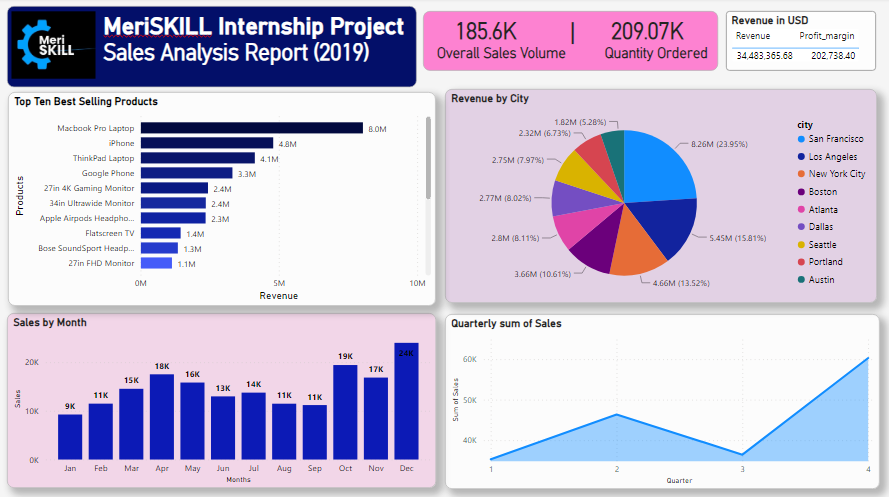 Meri
SKILL
MeriSKILL Internship Project
Sales Analysis Report (2019)
185.6K | 209.07K
Overall Sales Volume Quantity Ordered
Revenue in USD
Revenue Profit_margin
34,483,365.68 202,738.40
Top Ten Best Selling Products
Products
Macbook Pro Laptop 8.0M
iPhone 4.8M
ThinkPad Laptop 4.1M
Google Phone 3.3M
27in 4K Gaming Monitor 2.4M
34in Ultrawide Monitor 2.4M
Apple Airpods Headpho... 2.3M
Flatscreen TV 1.4M
Bose SoundSport Headp... 1.3M
27in FHD Monitor 1.1M
0M 5M 10M
Revenue
Revenue by City
1.82M (5.28%)
2.32M (6.73%)
2.75M (7.97%)
2.77M (8.02%)
2.8M (8.11%)
3.66M (10.61%)
4.66M (13.52%)
5.45M (15.81%)
8.26M (23.95%)
city
San Francisco
Los Angeles
New York City
Boston
Atlanta
Dallas
Seattle
Portland
Austin
Sales by Month
Sales
20K
10K
0K
9K 11K 15K 18K 16K 13K 14K 11K 11K 19K 17K 24K
Jan Feb Mar Apr May Jun Jul Aug Sep Oct Nov Dec
Months
Quarterly sum of Sales
Sum of Sales
60K
50K
40K
1 2 3 4
Quarter